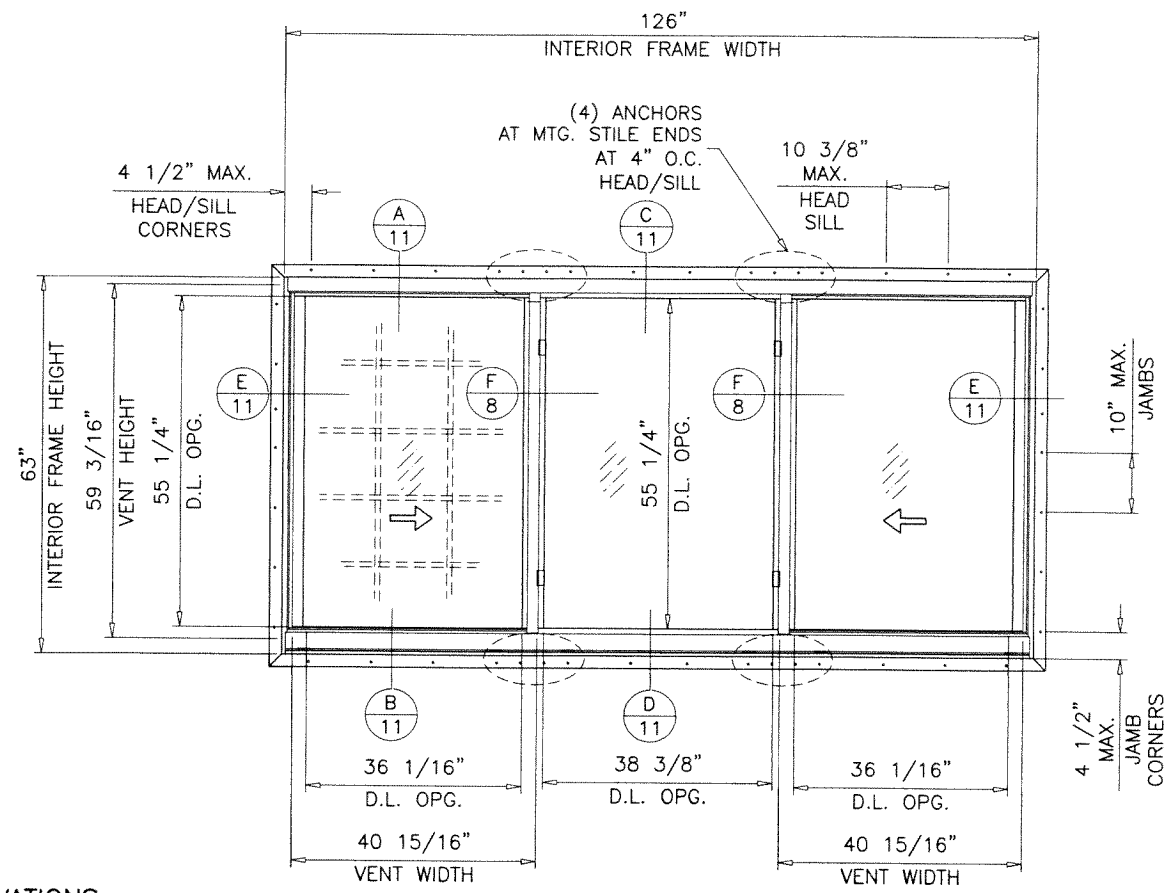 126"
INTERIOR FRAME WIDTH
(4) ANCHORS
AT MTG. STILE ENDS
AT 4" O.C.
HEAD/SILL
10 3/8"
MAX.
HEAD
SILL
4 1/2" MAX.
HEAD/SILL
CORNERS
A
11
C
11
63"
INTERIOR FRAME HEIGHT
59 3/16"
VENT HEIGHT
55 1/4"
D.L. OPG.
E
11
F
8
55 1/4"
D.L. OPG.
F
8
E
11
10" MAX.
JAMBS
B
11
D
11
4 1/2"
MAX.
JAMB
CORNERS
36 1/16"
D.L. OPG.
38 3/8"
D.L. OPG.
36 1/16"
D.L. OPG.
40 15/16"
VENT WIDTH
40 15/16"
VENT WIDTH